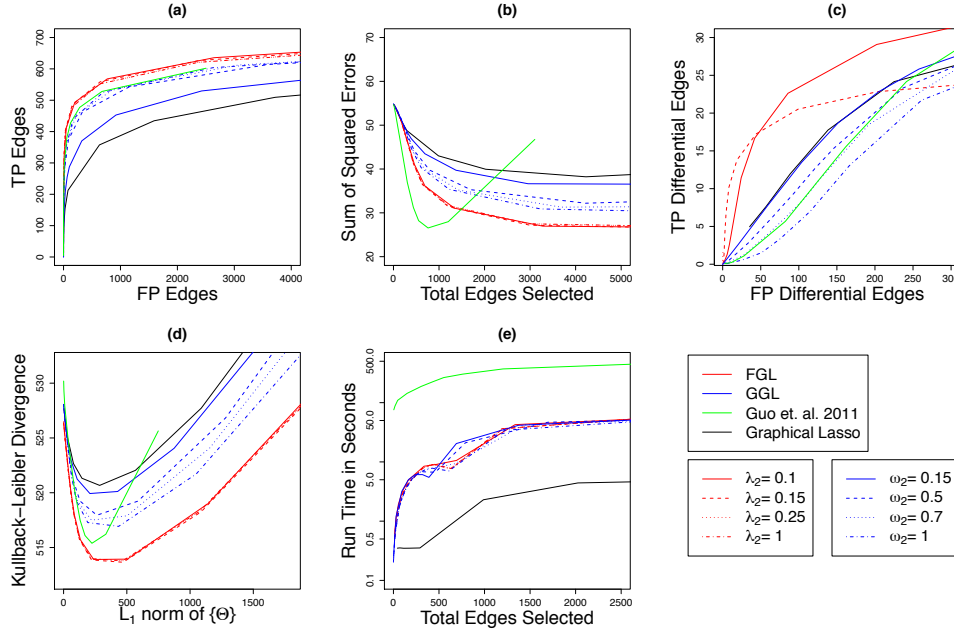 (a)
TP Edges
0 100 200 300 400 500 600 700
0 1000 2000 3000 4000
FP Edges
(b)
Sum of Squared Errors
20 30 40 50 60 70
0 1000 2000 3000 4000 5000
Total Edges Selected
(c)
TP Differential Edges
0 5 10 15 20 25 30
0 50 100 150 200 250 300
FP Differential Edges
(d)
Kullback−Leibler Divergence
515 520 525 530
0 500 1000 1500
L1 norm of {Θ}
(e)
Run Time in Seconds
0.1 0.5 5.0 50.0 500.0
0 500 1000 1500 2000 2500
Total Edges Selected
FGL
GGL
Guo et. al. 2011
Graphical Lasso
λ2= 0.1
λ2= 0.15
λ2= 0.25
λ2= 1
ω2= 0.15
ω2= 0.5
ω2= 0.7
ω2= 1